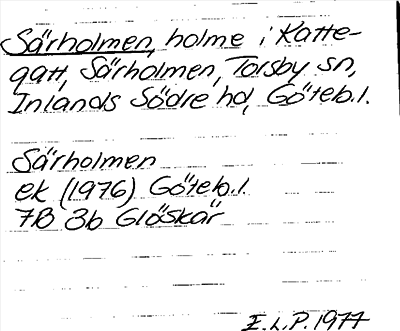 Särholmen, holme i Katte-
gatt, Särholmen, Torsby sn,
Inlands Södre hd, Göteb.l.
Särholmen
ek (1976) Göteb.l.
7B 3b Glöskär
E.L.P. 1977